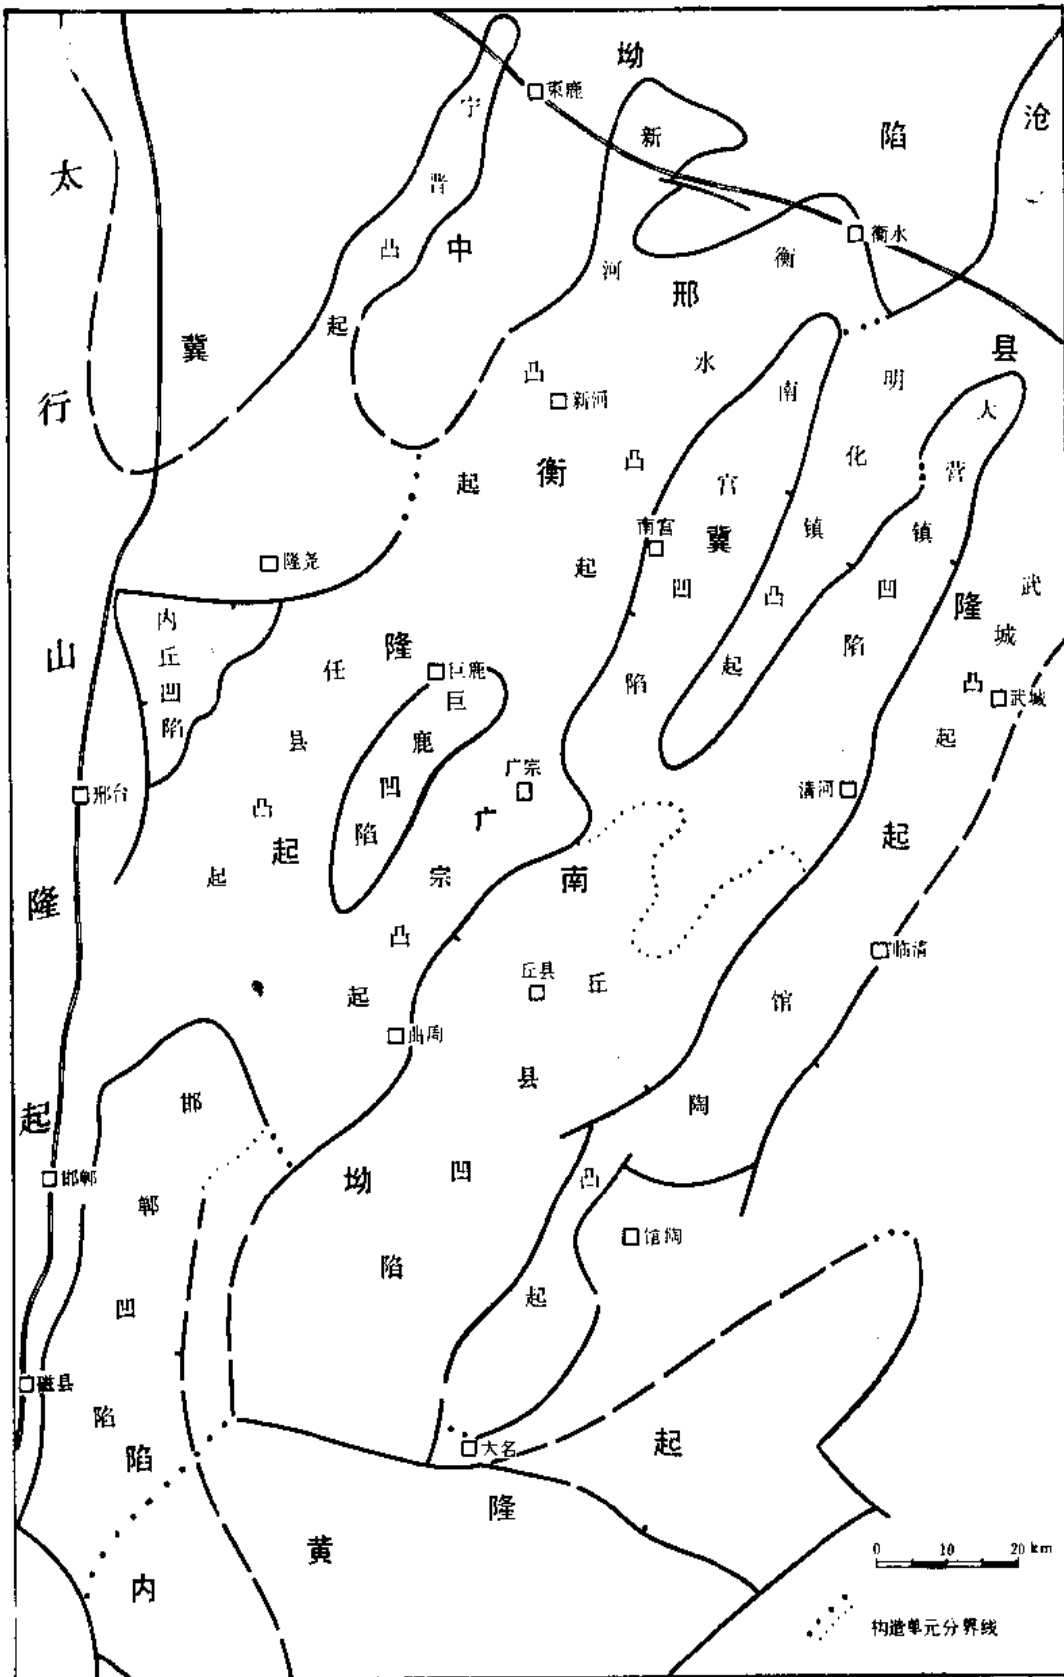 太行山隆起
冀中坳陷
沧县隆起
邢衡隆起
冀南坳陷
内黄隆起
宁晋凸起
新河凸起
衡水凸起
南宫凹陷
明化镇凸起
大营镇凹陷
武城凸起
内丘凹陷
任县凸起
巨鹿凹陷
广宗凸起
丘县凹陷
馆陶凸起
邯郸凹陷
陷
束鹿
衡水
新河
南宫
隆尧
巨鹿
广宗
武城
清河
邢台
临清
丘县
曲周
邯郸
馆陶
磁县
大名
0 10 20 km
构造单元分界线